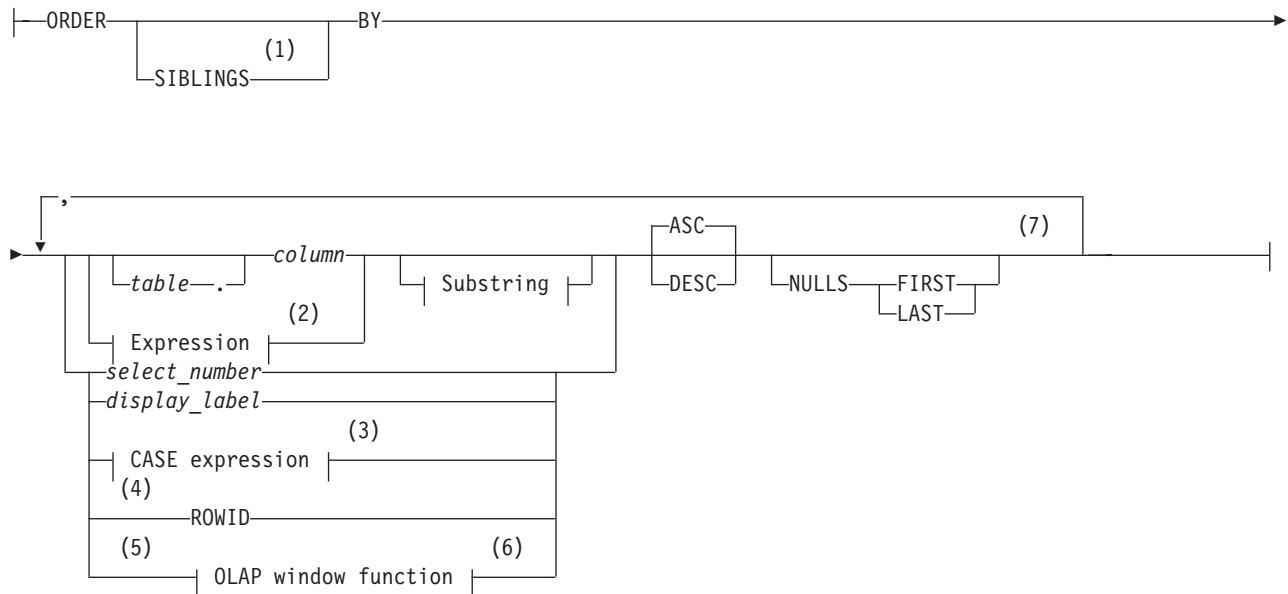 ORDER BY
(1)
SIBLINGS
,
ASC (7)
column
table . Substring DESC NULLS FIRST
(2) LAST
Expression
select_number
display_label
(3)
CASE expression
(4)
ROWID
(5) (6)
OLAP window function